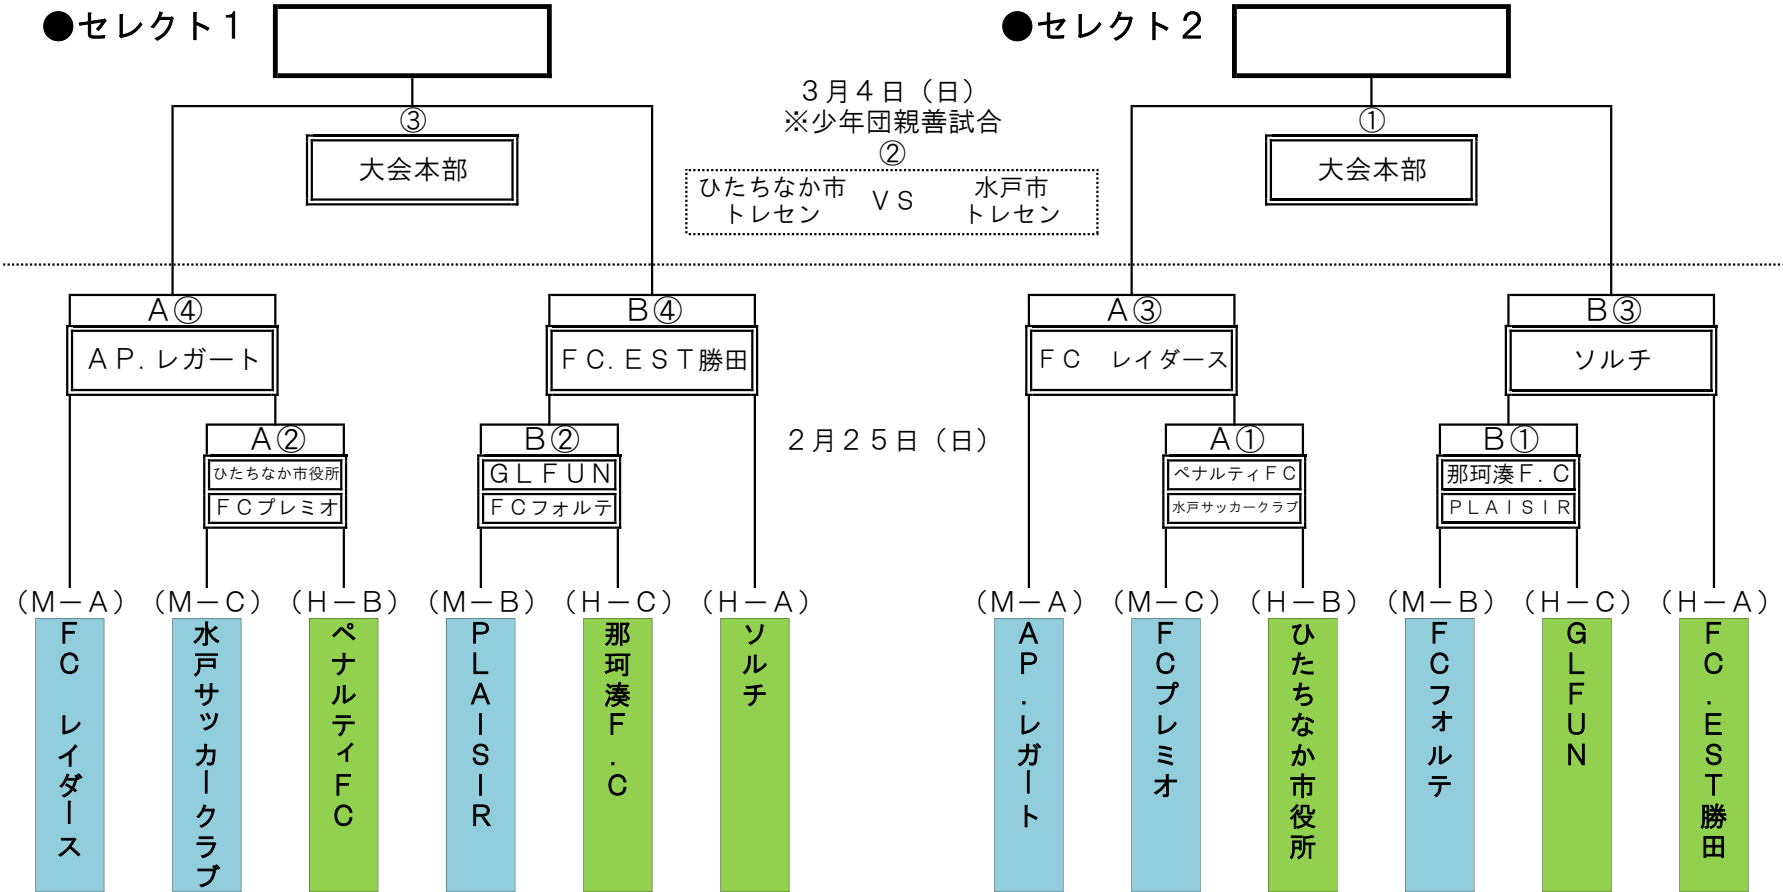 ●セレクト１
●セレクト２
３月４日（日）
※少年団親善試合
③
②
①
大会本部
ひたちなか市
トレセン
ＶＳ
水戸市
トレセン
大会本部
Ａ④
Ｂ④
Ａ③
Ｂ③
ＡＰ．レガート
ＦＣ．ＥＳＴ勝田
ＦＣ　レイダース
ソルチ
Ａ②
Ｂ②
２月２５日（日）
Ａ①
Ｂ①
ひたちなか市役所
ＦＣプレミオ
ＧＬＦＵＮ
ＦＣフォルテ
ペナルティＦＣ
水戸サッカークラブ
那珂湊Ｆ．Ｃ
ＰＬＡＩＳＩＲ
（Ｍ－Ａ）
（Ｍ－Ｃ）
（Ｈ－Ｂ）
（Ｍ－Ｂ）
（Ｈ－Ｃ）
（Ｈ－Ａ）
（Ｍ－Ａ）
（Ｍ－Ｃ）
（Ｈ－Ｂ）
（Ｍ－Ｂ）
（Ｈ－Ｃ）
（Ｈ－Ａ）
ＦＣ　レイダース
水戸サッカークラブ
ペナルティＦＣ
ＰＬＡＩＳＩＲ
那珂湊Ｆ．Ｃ
ソルチ
ＡＰ．レガート
ＦＣプレミオ
ひたちなか市役所
ＦＣフォルテ
ＧＬＦＵＮ
ＦＣ．ＥＳＴ勝田